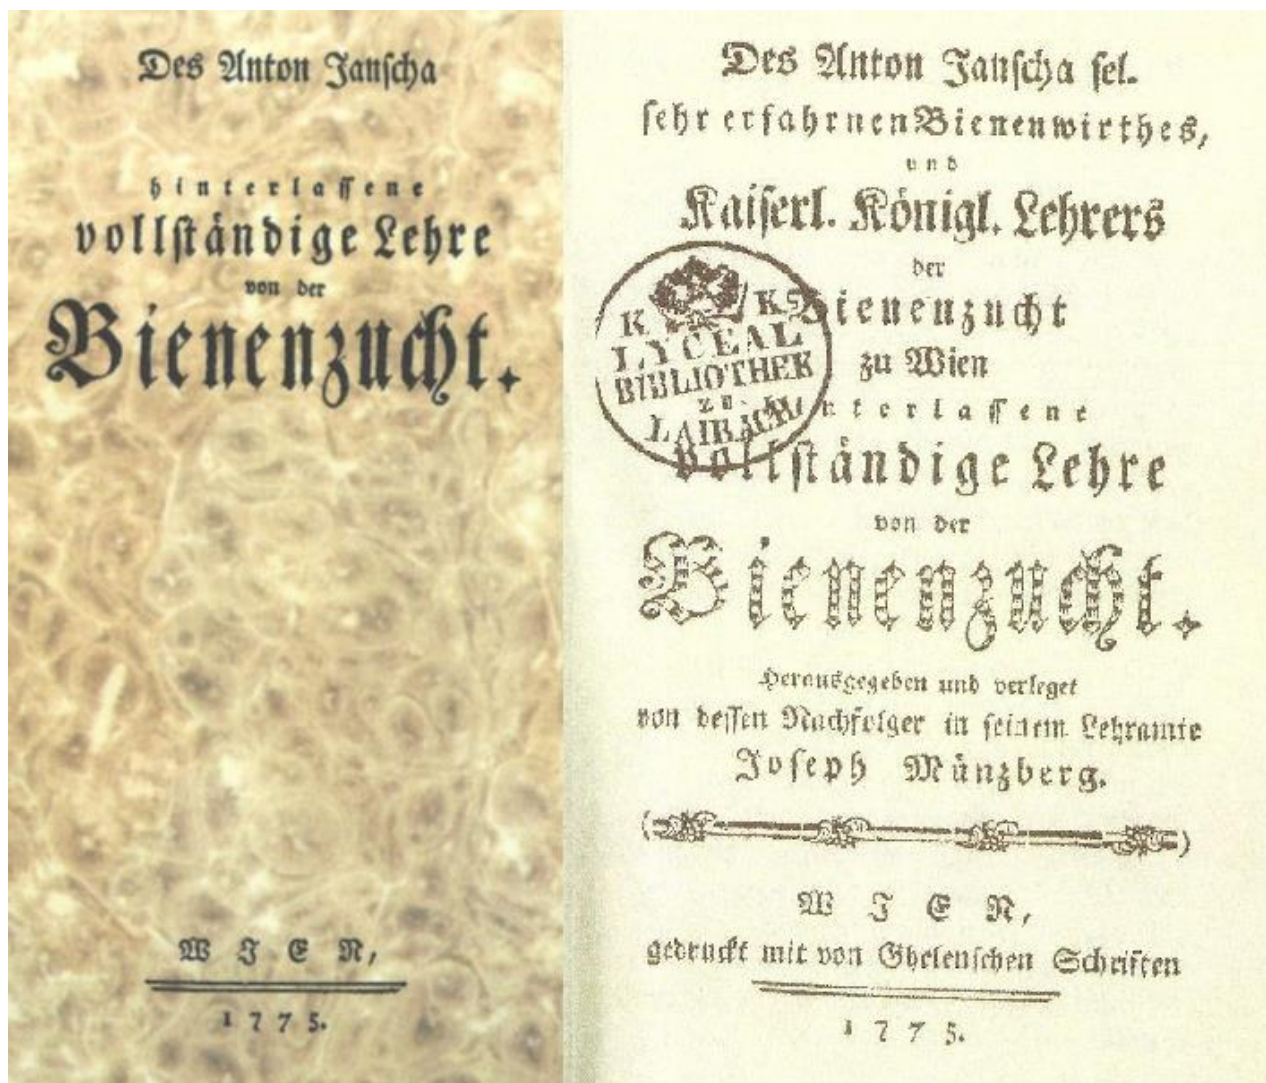 Des Anton Janscha
hinterlassene
vollständige Lehre
von der
Bienenzucht.
WIEN,
1775.
Des Anton Janscha sel.
sehr erfahrnen Bienenwirthes,
und
Kaiserl. Königl. Lehrers
der
Bienenzucht
zu Wien
hinterlassene
vollständige Lehre
von der
Bienenzucht.
Herausgegeben und verleget
von dessen Nachfolger in seinem Lehramte
Joseph Münzberg.
WIEN,
gedruckt mit von Ghelenschen Schriften
1775.
K K
LYCEAL
BIBLIOTHEK
ZU
LAIBACH